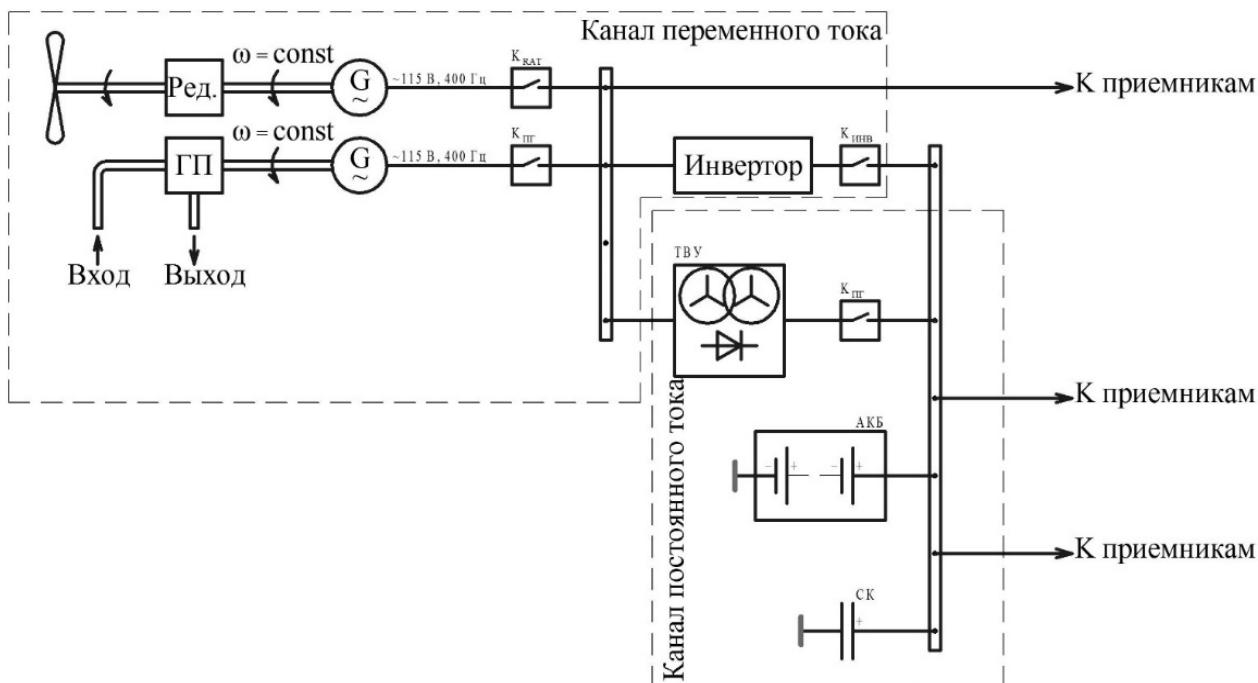 Канал переменного тока
ω = const
K RAT
Ред.
G
~
~115 В, 400 Гц
К приемникам
ω = const
К ПГ
К ИНВ
ГП
G
~
~115 В, 400 Гц
Инвертор
Вход
Выход
ТВУ
К ПГ
К приемникам
Канал постоянного тока
АКБ
- +
- +
К приемникам
СК
+